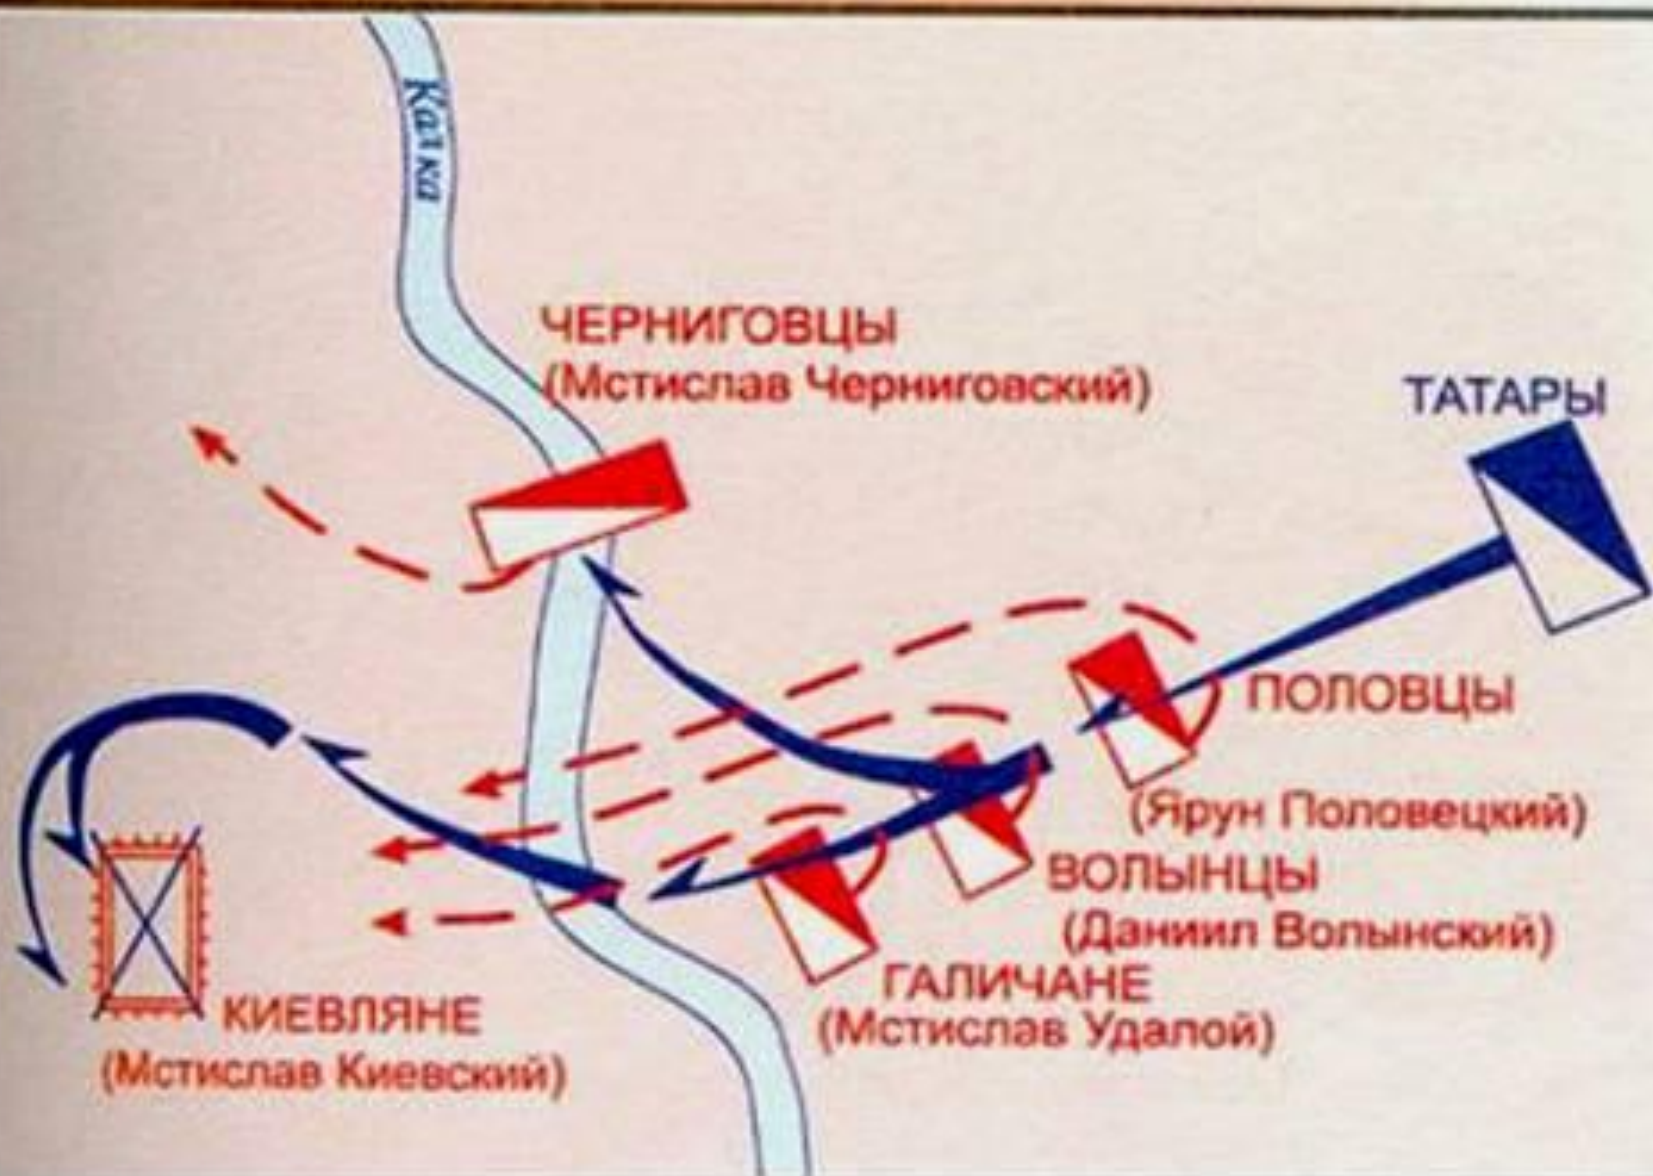 Калка
ЧЕРНИГОВЦЫ
(Мстислав Черниговский)
ТАТАРЫ
ПОЛОВЦЫ
(Ярун Половецкий)
ВОЛЫНЦЫ
(Даниил Волынский)
ГАЛИЧАНЕ
(Мстислав Удалой)
КИЕВЛЯНЕ
(Мстислав Киевский)